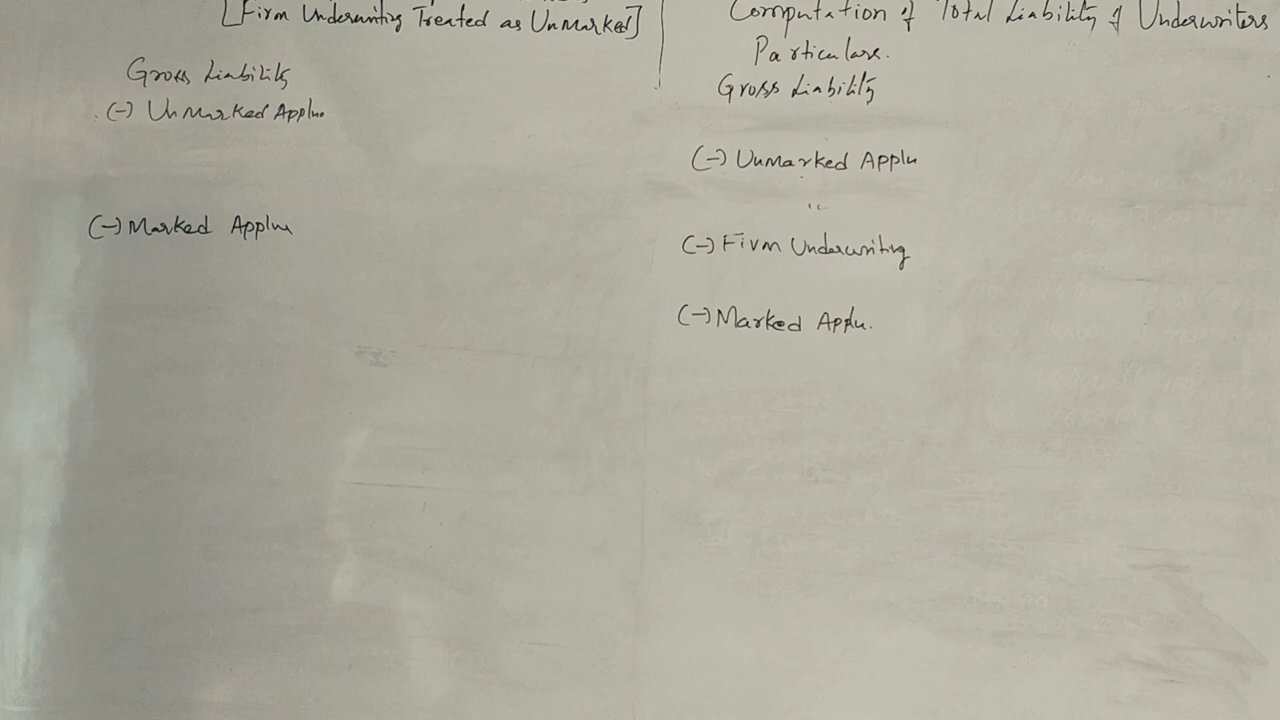 [Firm Underwriting Treated as UnMarked]
Gross Liability
(-) UnMarked Appln.
(-) Marked Appln
Computation of Total Liability of Underwriters
Particulars.
Gross Liability
(-) Unmarked Appln
"
(-) Firm Underwriting
(-) Marked Appln.